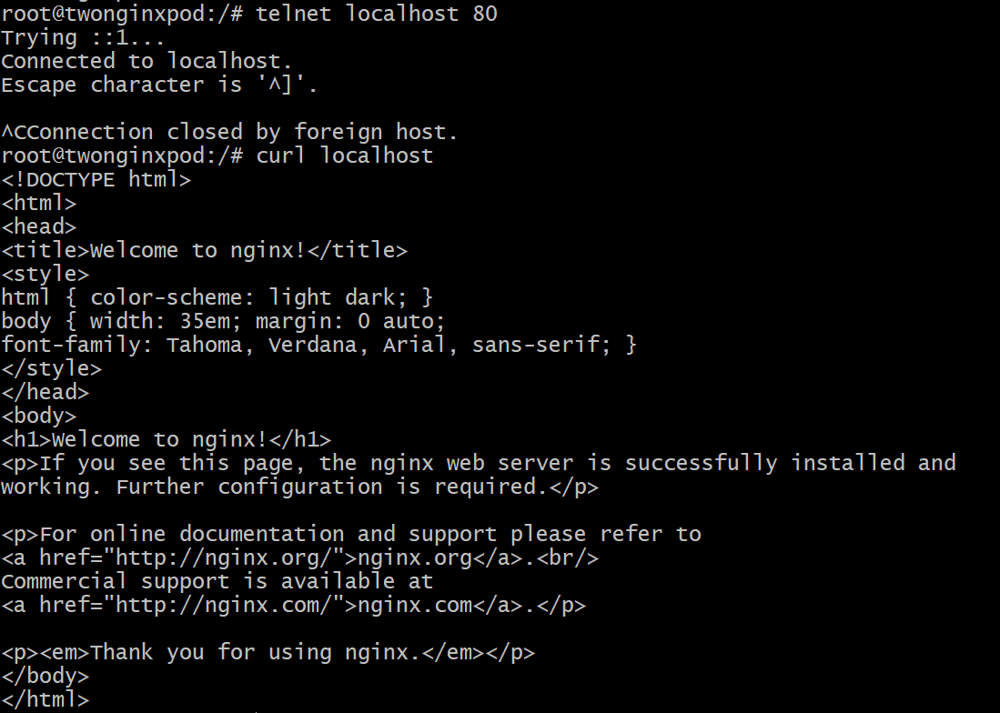 root@twonginxpod:/# telnet localhost 80
Trying ::1...
Connected to localhost.
Escape character is '^]'.
^CConnection closed by foreign host.
root@twonginxpod:/# curl localhost
<!DOCTYPE html>
<html>
<head>
<title>Welcome to nginx!</title>
<style>
html { color-scheme: light dark; }
body { width: 35em; margin: 0 auto;
font-family: Tahoma, Verdana, Arial, sans-serif; }
</style>
</head>
<body>
<h1>Welcome to nginx!</h1>
<p>If you see this page, the nginx web server is successfully installed and
working. Further configuration is required.</p>
<p>For online documentation and support please refer to
<a href="http://nginx.org/">nginx.org</a>.<br/>
Commercial support is available at
<a href="http://nginx.com/">nginx.com</a>.</p>
<p><em>Thank you for using nginx.</em></p>
</body>
</html>